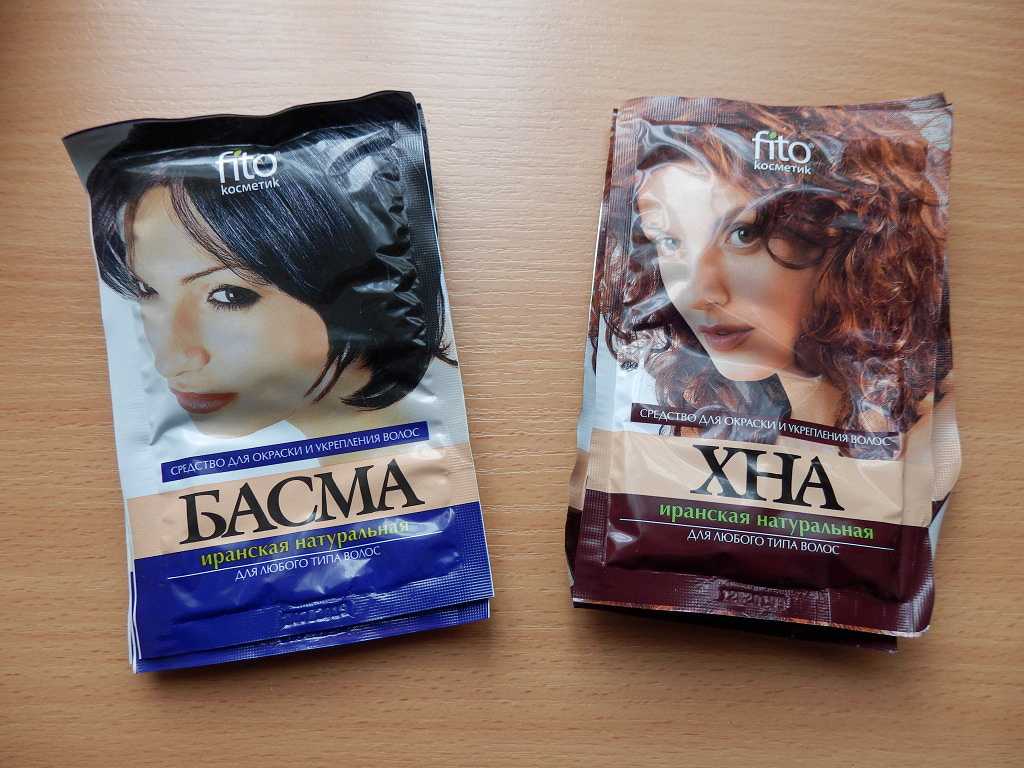 fito
косметик
СРЕДСТВО ДЛЯ ОКРАСКИ И УКРЕПЛЕНИЯ ВОЛОС
БАСМА
иранская натуральная
ДЛЯ ЛЮБОГО ТИПА ВОЛОС
fito
косметик
СРЕДСТВО ДЛЯ ОКРАСКИ И УКРЕПЛЕНИЯ ВОЛОС
ХНА
иранская натуральная
ДЛЯ ЛЮБОГО ТИПА ВОЛОС